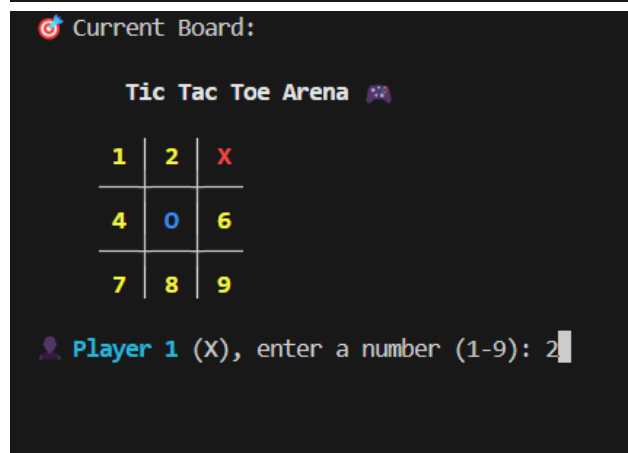 🎯 Current Board:
Tic Tac Toe Arena 🎮
1 | 2 | X
4 | O | 6
7 | 8 | 9
👤 Player 1 (X), enter a number (1-9): 2